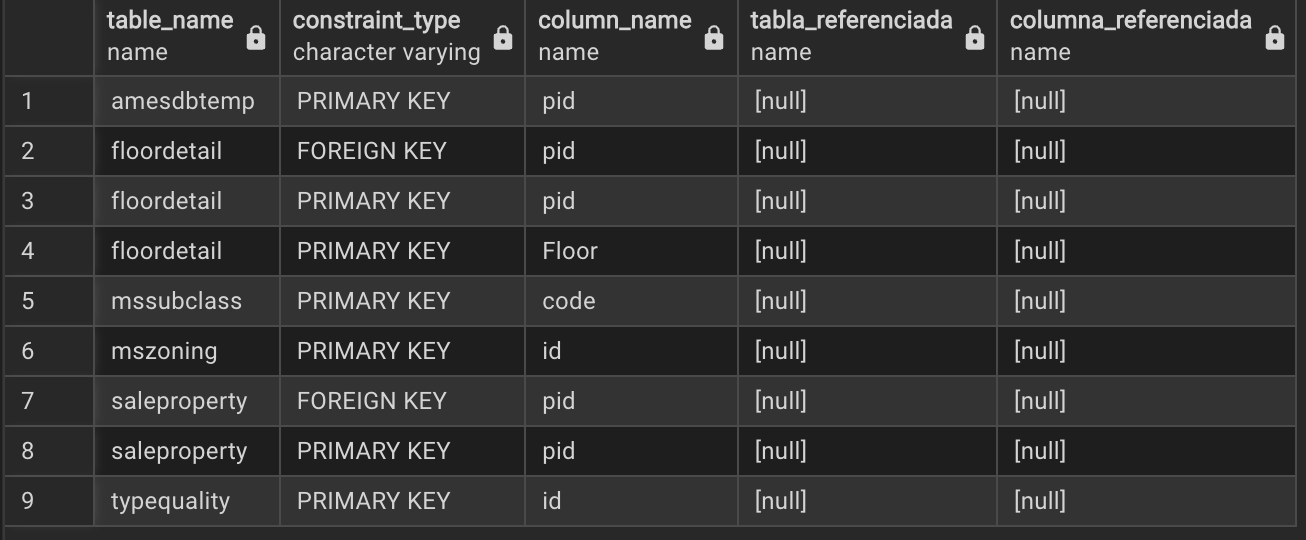 table_name constraint_type column_name tabla_referenciada columna_referenciada
name character varying name name name
1 amesdbtemp PRIMARY KEY pid [null] [null]
2 floordetail FOREIGN KEY pid [null] [null]
3 floordetail PRIMARY KEY pid [null] [null]
4 floordetail PRIMARY KEY Floor [null] [null]
5 mssubclass PRIMARY KEY code [null] [null]
6 mszoning PRIMARY KEY id [null] [null]
7 saleproperty FOREIGN KEY pid [null] [null]
8 saleproperty PRIMARY KEY pid [null] [null]
9 typequality PRIMARY KEY id [null] [null]